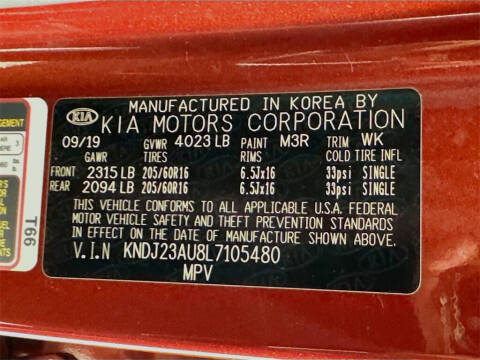 MANUFACTURED IN KOREA BY
KIA KIA MOTORS CORPORATION
09/19 GVWR 4023 LB PAINT M3R TRIM WK
GAWR TIRES RIMS COLD TIRE INFL
FRONT 2315 LB 205/60R16 6.5Jx16 33psi SINGLE
REAR 2094 LB 205/60R16 6.5Jx16 33psi SINGLE
THIS VEHICLE CONFORMS TO ALL APPLICABLE U.S.A. FEDERAL
MOTOR VEHICLE SAFETY AND THEFT PREVENTION STANDARDS
IN EFFECT ON THE DATE OF MANUFACTURE SHOWN ABOVE.
V.I.N KNDJ23AU8L7105480
MPV
T66